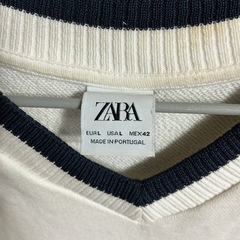 ZARA
EUR L USA L MEX 42
MADE IN PORTUGAL